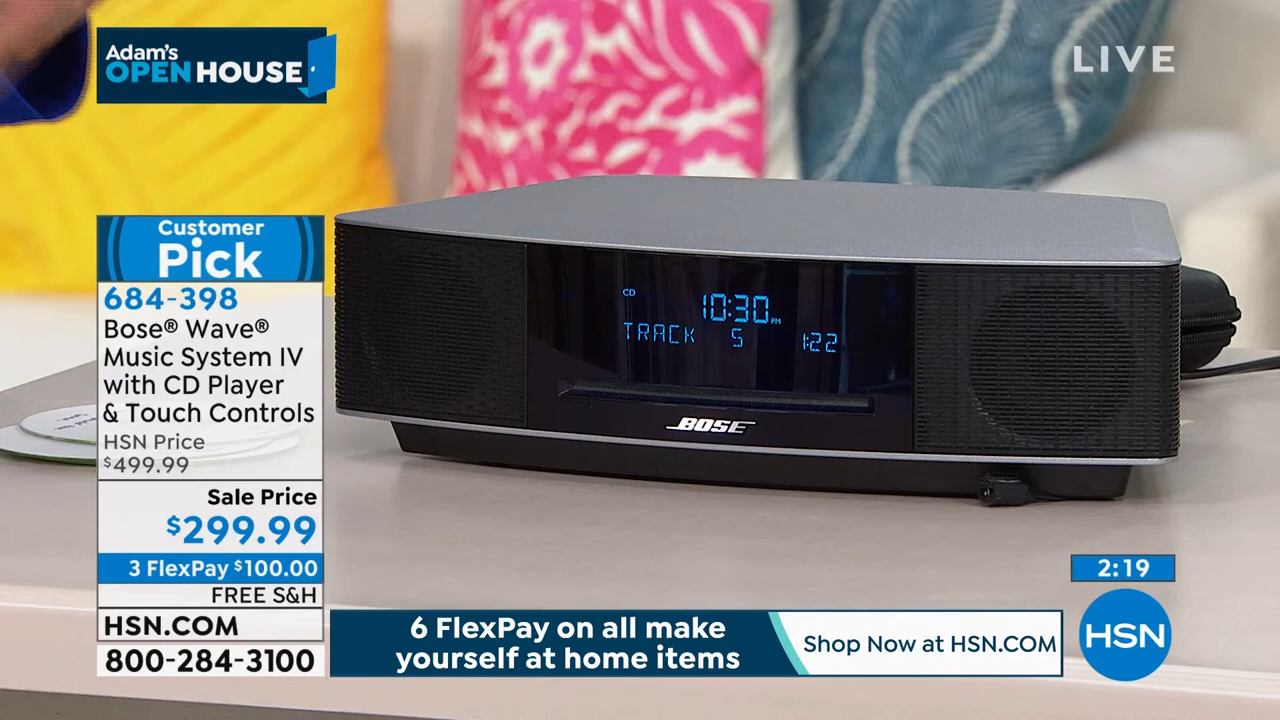 Adam's
OPEN HOUSE
LIVE
Customer
Pick
684-398
Bose® Wave®
Music System IV
with CD Player
& Touch Controls
HSN Price
$499.99
Sale Price
$299.99
3 FlexPay $100.00
FREE S&H
HSN.COM
800-284-3100
CD
10:30 PM
TRACK 5 1:22
BOSE
2:19
6 FlexPay on all make
yourself at home items
Shop Now at HSN.COM
HSN